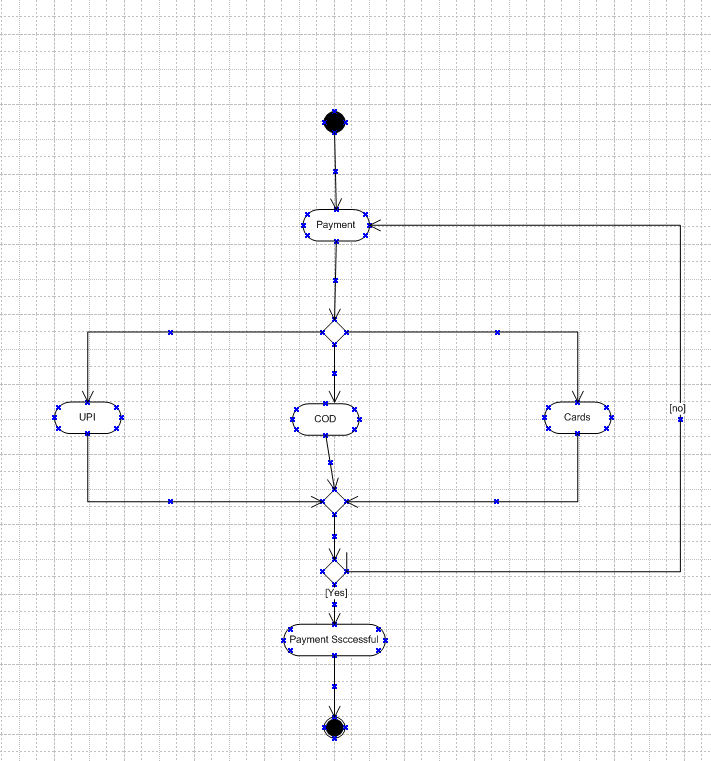 Payment
UPI
COD
Cards
[no]
[Yes]
Payment Ssccessful